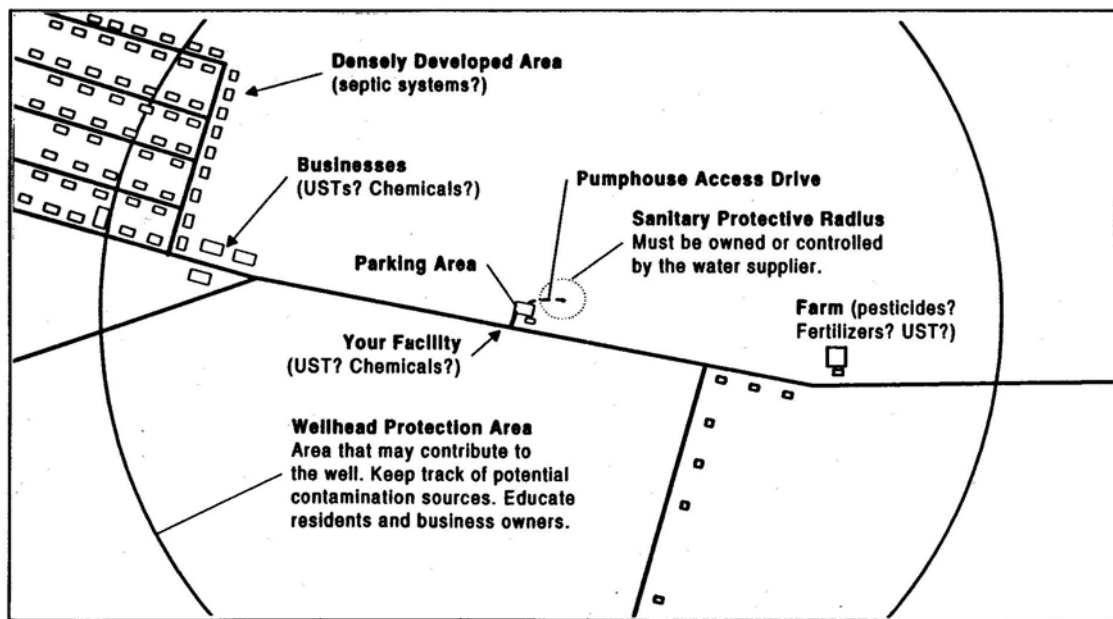 Densely Developed Area
(septic systems?)
Businesses
(USTs? Chemicals?)
Pumphouse Access Drive
Sanitary Protective Radius
Must be owned or controlled
by the water supplier.
Parking Area
Farm (pesticides?
Fertilizers? UST?)
Your Facility
(UST? Chemicals?)
Wellhead Protection Area
Area that may contribute to
the well. Keep track of potential
contamination sources. Educate
residents and business owners.